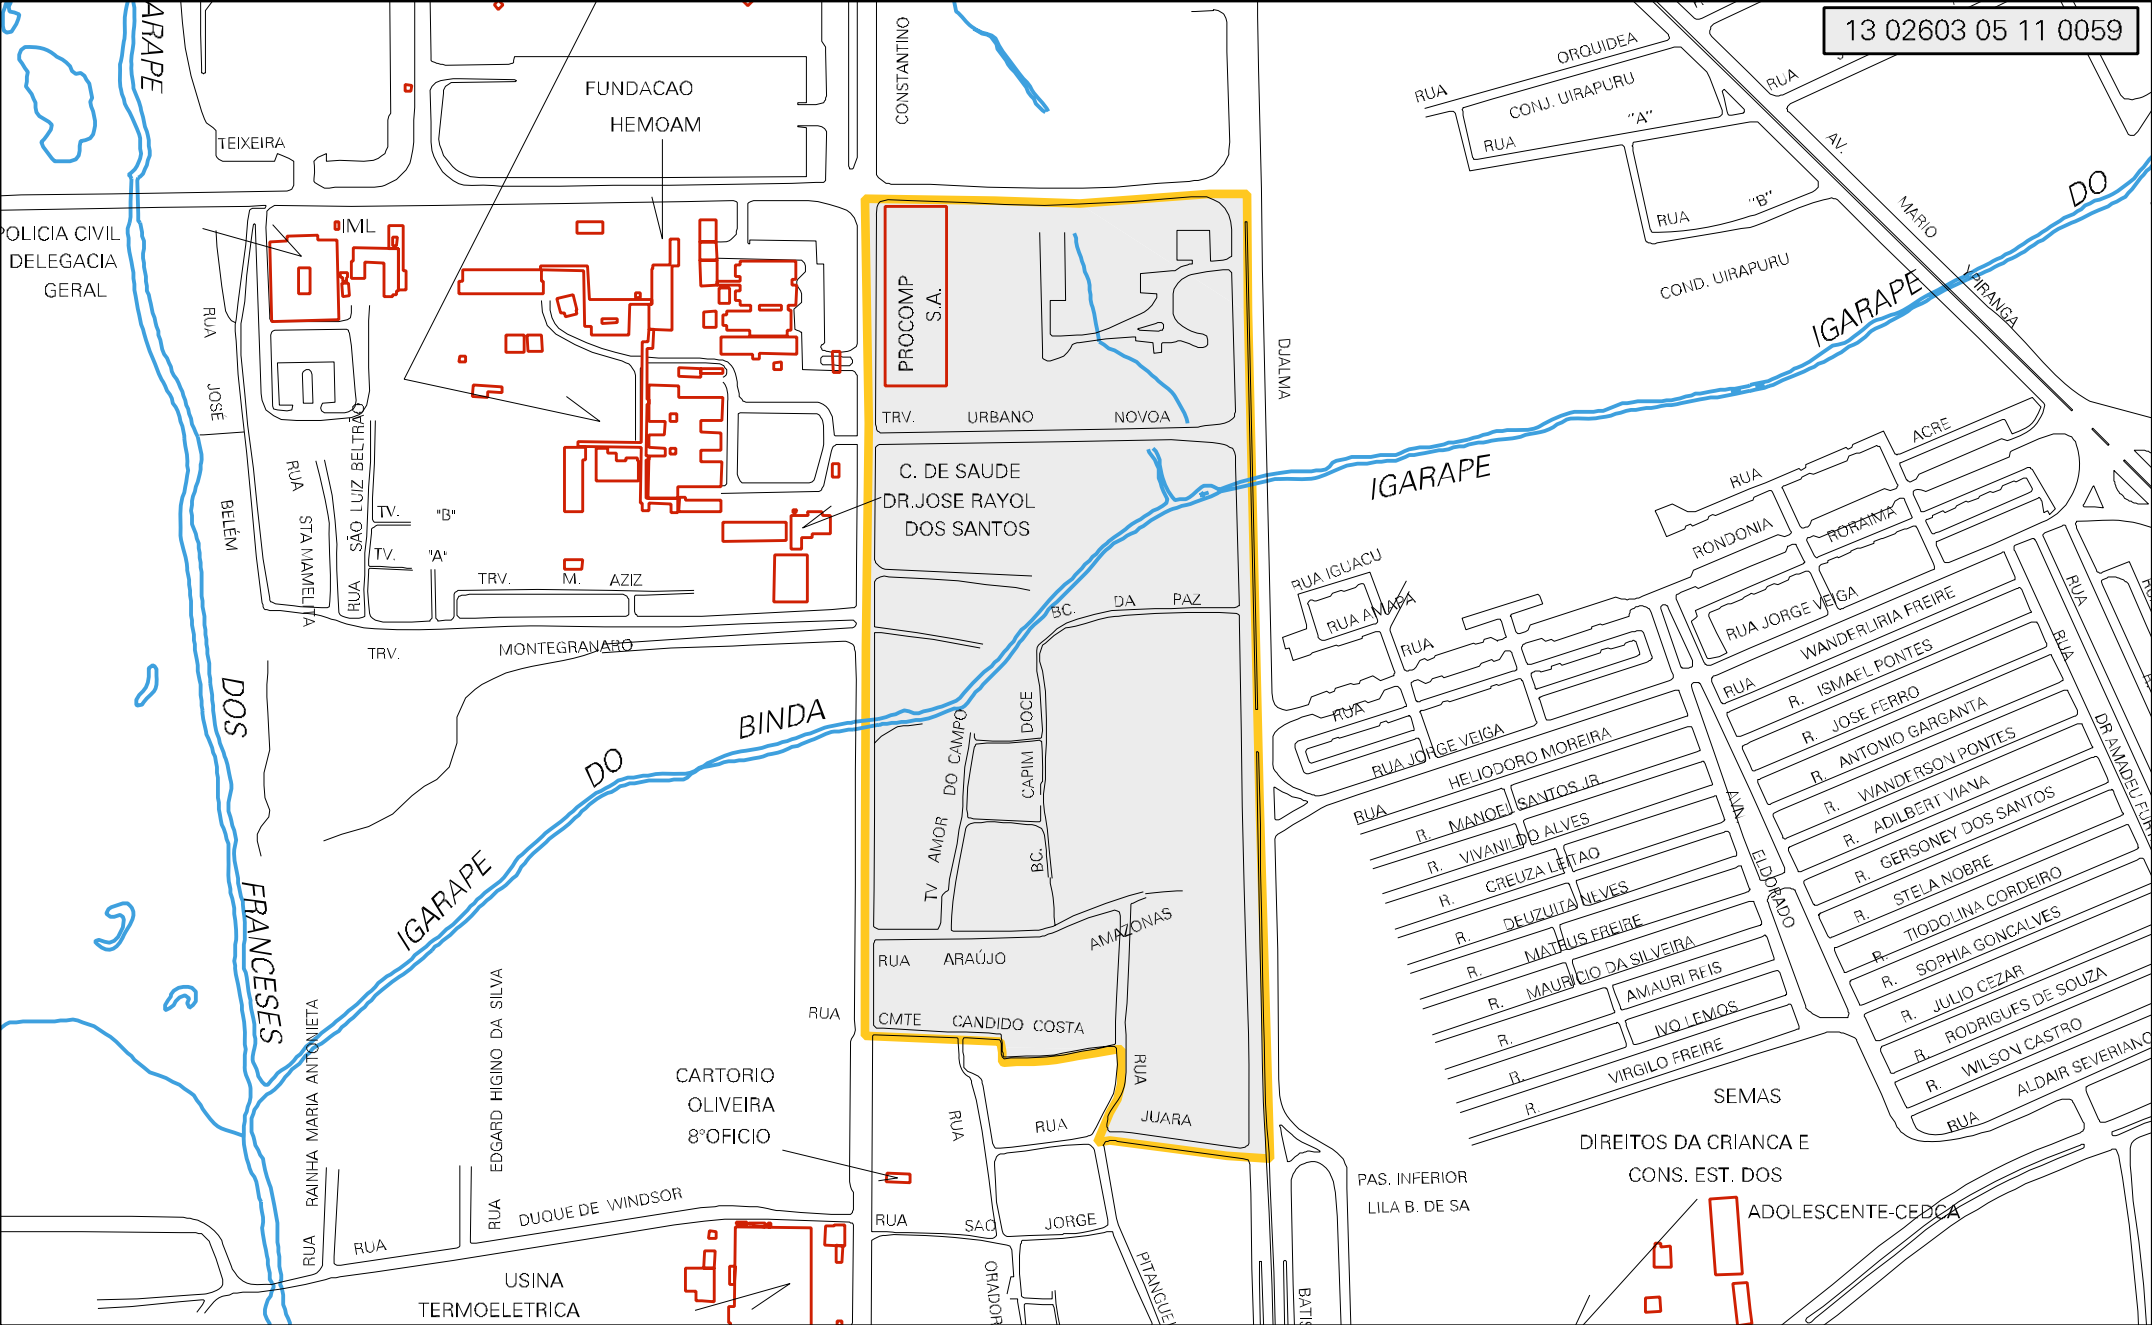 13 02603 05 11 0059
ARAPE
CONSTANTINO
FUNDACAO
HEMOAM
TEIXEIRA
RUA ORQUIDEA
CONJ. UIRAPURU
RUA "A"
RUA "B"
COND. UIRAPURU
RUA
AV. MARIO YPIRANGA
IGARAPE DO
POLICIA CIVIL
DELEGACIA
GERAL
IML
RUA JOSÉ BELÉM
PROCOMP
S.A.
DJALMA
TRV. URBANO NOVOA
C. DE SAUDE
DR.JOSE RAYOL
DOS SANTOS
IGARAPE
RUA STA MAMELITA
RUA SÃO LUIZ BELTRÃO
TV. "B"
TV. "A"
TRV. M. AZIZ
TRV. MONTEGRANARO
BC. DA PAZ
RUA ACRE
RONDONIA
RORAIMA
RUA IGUACU
RUA AMAPA
RUA
RUA
RUA JORGE VEIGA
RUA JORGE VEIGA
RUA WANDERLIRIA FREIRE
R. ISMAEL PONTES
R. JOSE FERRO
R. ANTONIO GARGANTA
R. WANDERSON PONTES
R. ADILBERT VIANA
R. GERSONEY DOS SANTOS
R. STELA NOBRE
R. TIODOLINA CORDEIRO
R. SOPHIA GONCALVES
R. JULIO CEZAR
R. RODRIGUES DE SOUZA
R. WILSON CASTRO
RUA ALDAIR SEVERIANO
RUA
RUA
DR AMADEU FUR
RUA HELIODORO MOREIRA
R. MANOEL SANTOS JR
R. VIVANILDO ALVES
R. CREUZA LEITAO
R. DEUZUITA NEVES
R. MATEUS FREIRE
R. MAURICIO DA SILVEIRA
R. AMAURI REIS
R. IVO LEMOS
R. VIRGILO FREIRE
AVN. ELDORADO
DOS
FRANCESES
IGARAPE DO BINDA
TV AMOR DO CAMPO
BC. CAPIM DOCE
RUA ARAÚJO AMAZONAS
RUA
CMTE CANDIDO COSTA
RUA JUARA
RUA
RUA
CARTORIO
OLIVEIRA
8°OFICIO
RUA RAINHA MARIA ANTONIETA
RUA EDGARD HIGINO DA SILVA
RUA DUQUE DE WINDSOR
RUA SAO JORGE
ORADOR
PITANGUEI
BATIS
USINA
TERMOELETRICA
PAS. INFERIOR
LILA B. DE SA
SEMAS
DIREITOS DA CRIANCA E
CONS. EST. DOS
ADOLESCENTE-CEDCA